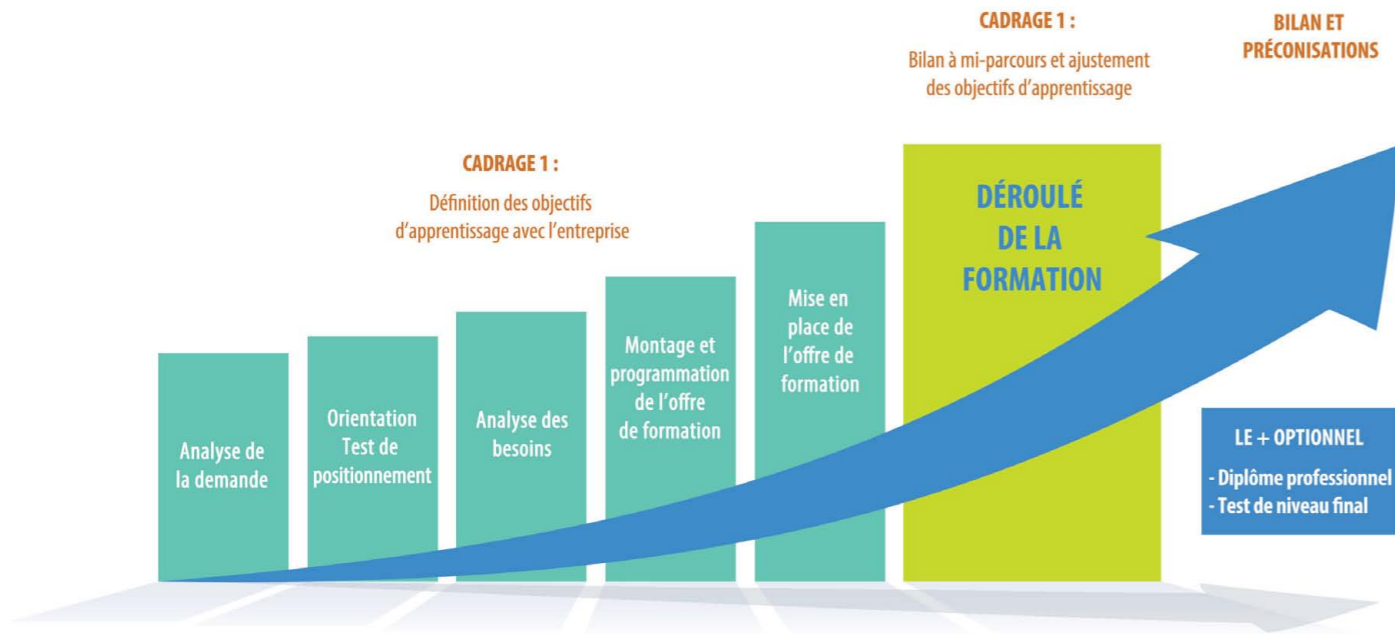 CADRAGE 1 :
Bilan à mi-parcours et ajustement
des objectifs d’apprentissage
BILAN ET
PRÉCONISATIONS
CADRAGE 1 :
Définition des objectifs
d’apprentissage avec l’entreprise
Analyse de
la demande
Orientation
Test de
positionnement
Analyse des
besoins
Montage et
programmation
de l’offre
de formation
Mise en
place de
l’offre de
formation
DÉROULÉ
DE LA
FORMATION
LE + OPTIONNEL
- Diplôme professionnel
- Test de niveau final